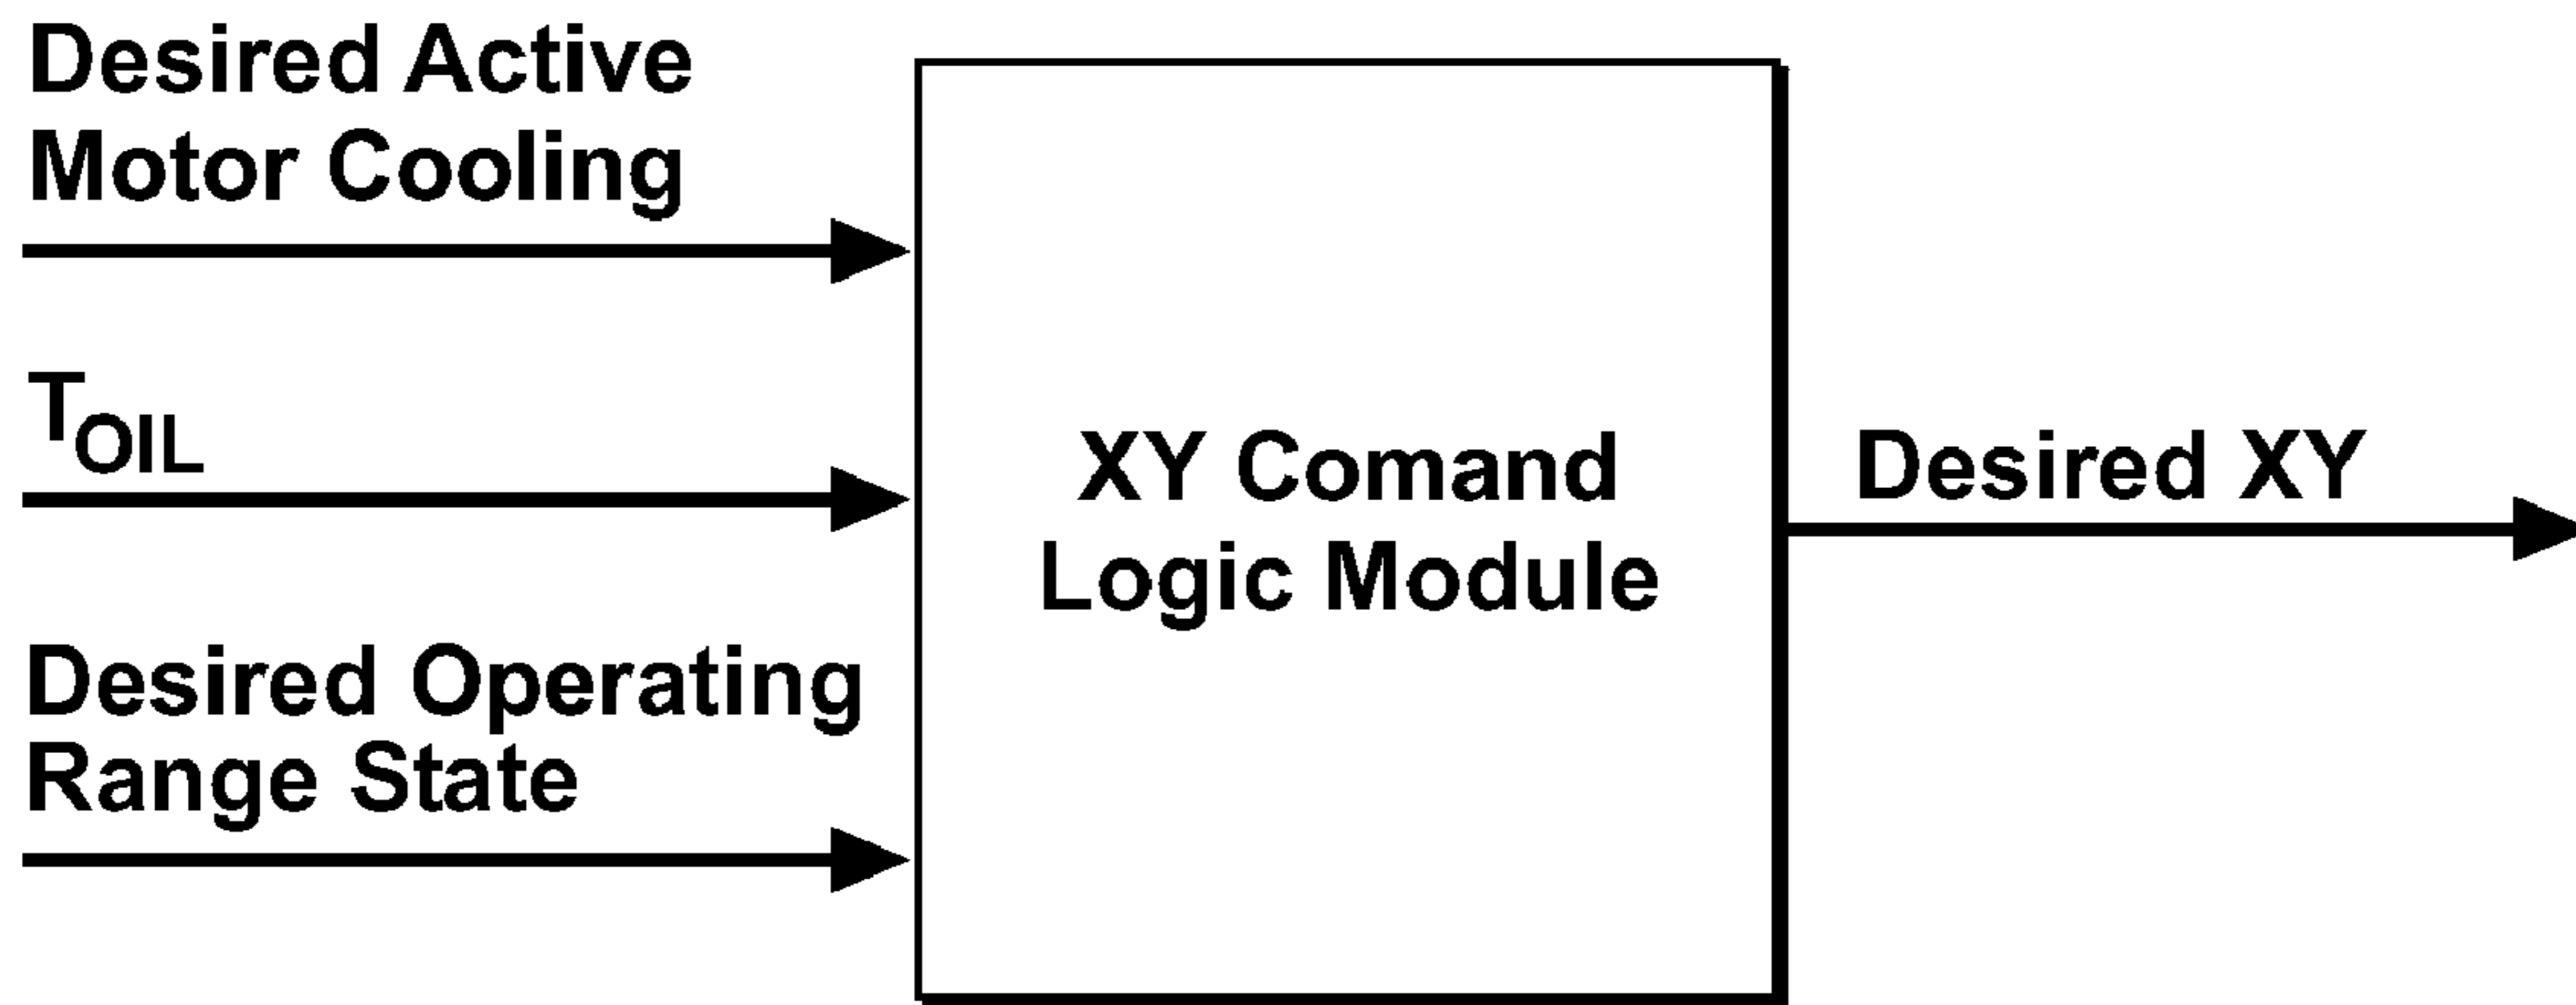 Desired Active
Motor Cooling
TOIL
Desired Operating
Range State
XY Comand
Logic Module
Desired XY